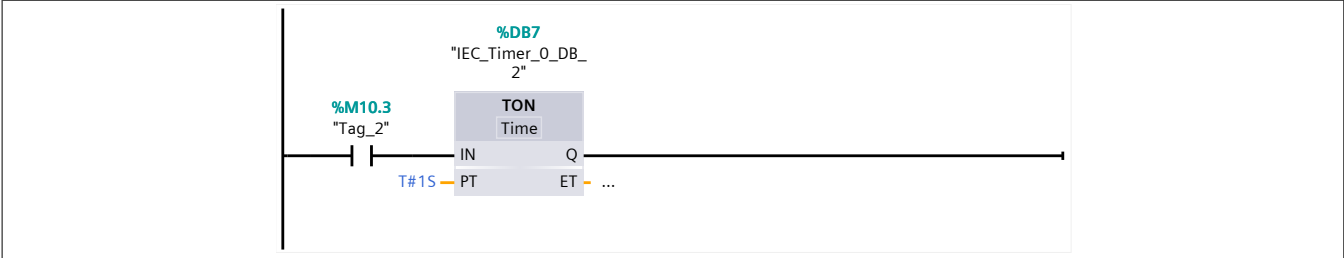 %DB7
"IEC_Timer_0_DB_
2"
%M10.3
"Tag_2"
TON
Time
IN Q
T#1S PT ET ...